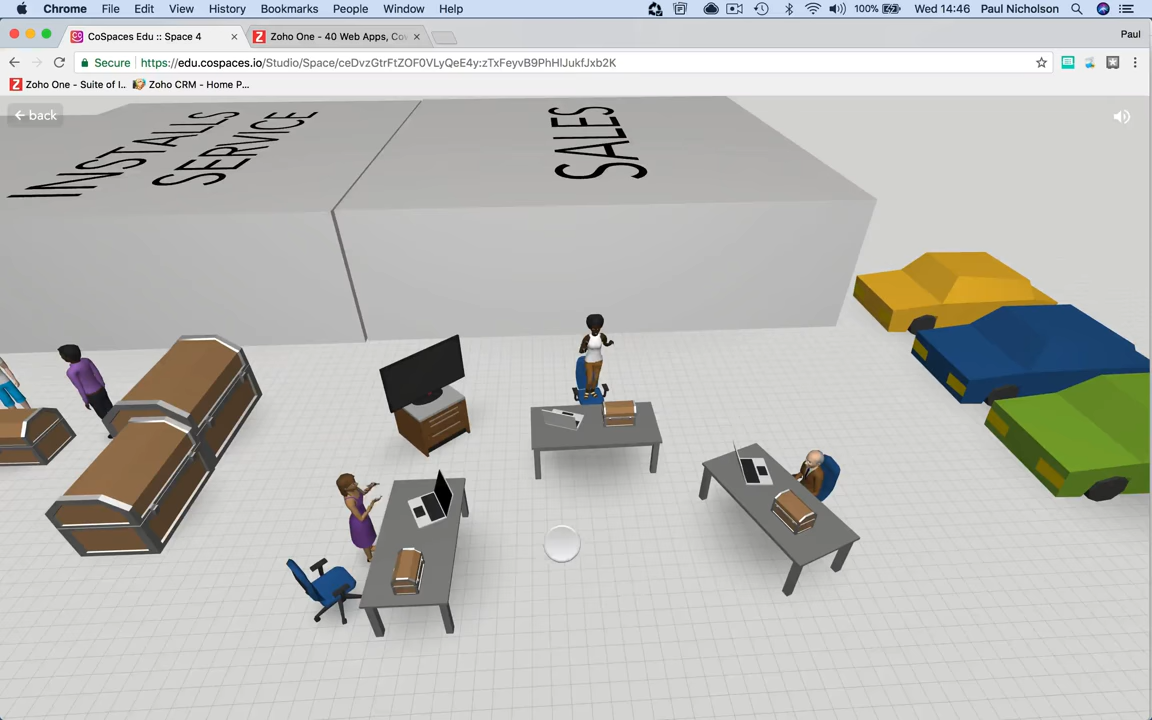 Chrome File Edit View History Bookmarks People Window Help 100% Wed 14:46 Paul Nicholson
CoSpaces Edu :: Space 4 Zoho One - 40 Web Apps, Cov Paul
Secure https://edu.cospaces.io/Studio/Space/ceDvzGtrFtZOF0VLyQeE4y:zTxFeyvB9PhHlJukfJxb2K
Zoho One - Suite of I.. Zoho CRM - Home P...
back
INSTALLS
SERVICE
SALES